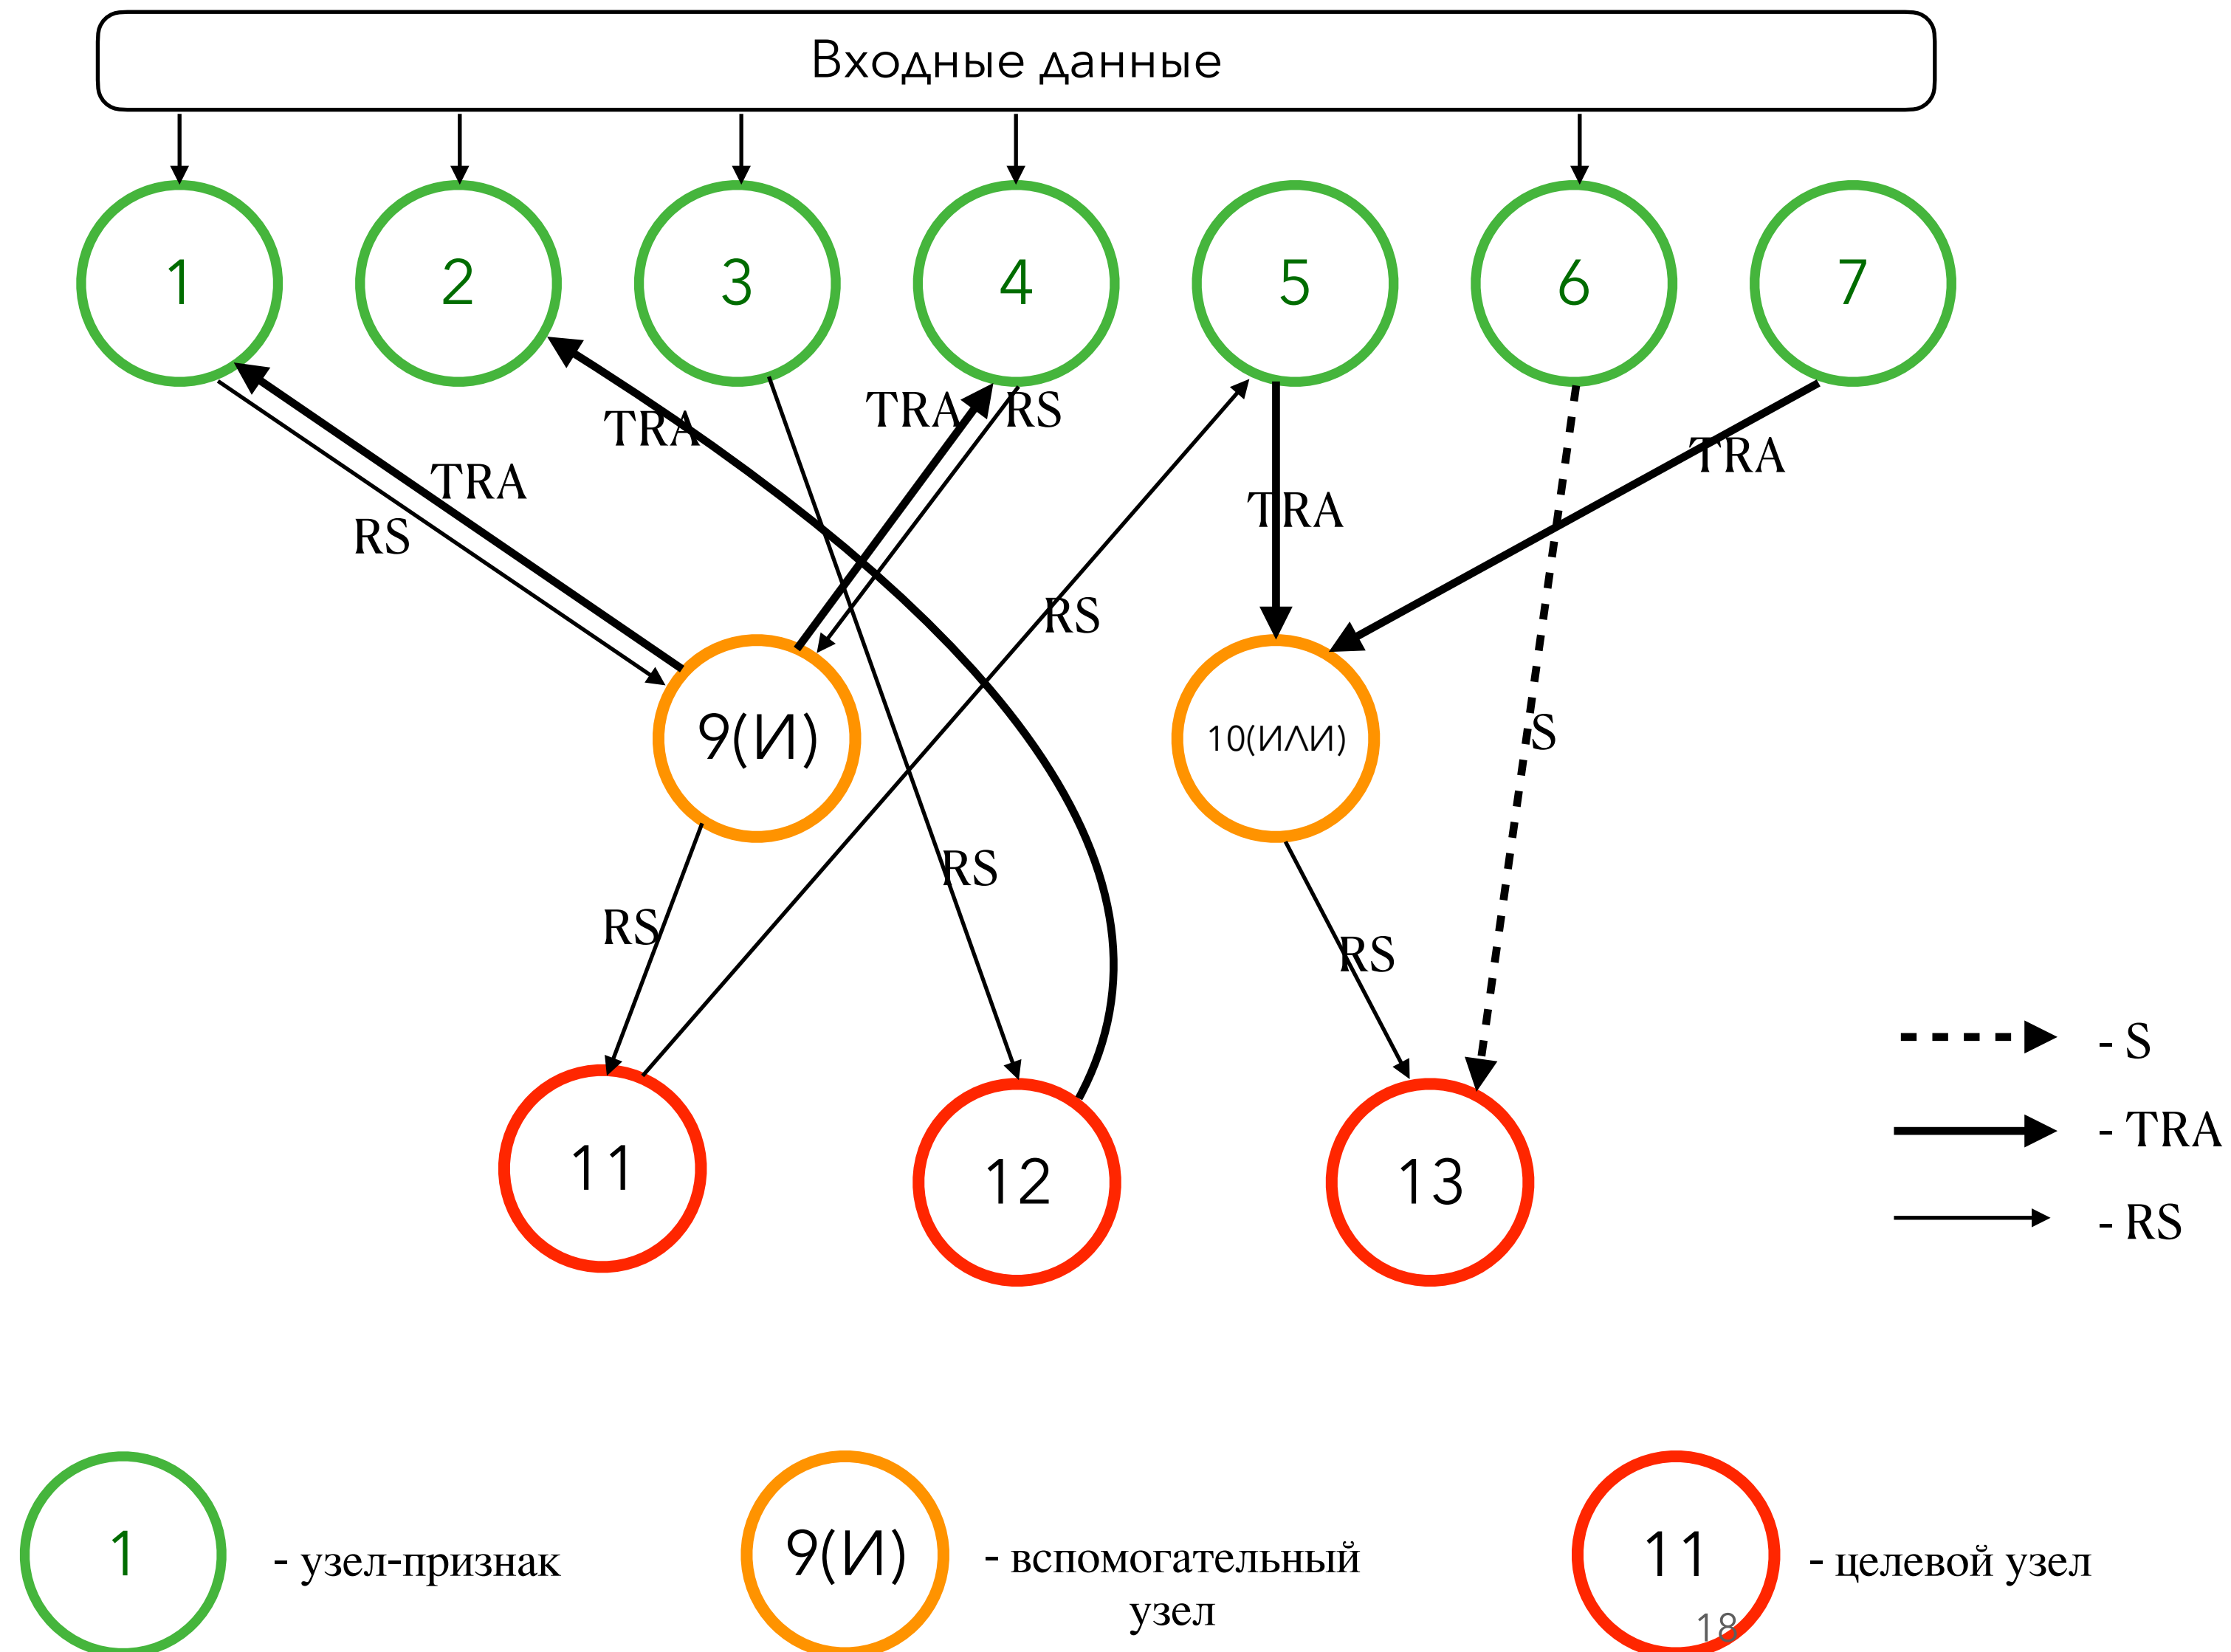 Входные данные
1 2 3 4 5 6 7
TRA RS
TRA
TRA
TRA
RS
TRA
RS
S
9(И) 10(ИЛИ)
RS
RS
RS
11 12 13
- S
- TRA
- RS
1 - узел-признак
9(И) - вспомогательный
узел
11 - целевой узел
18